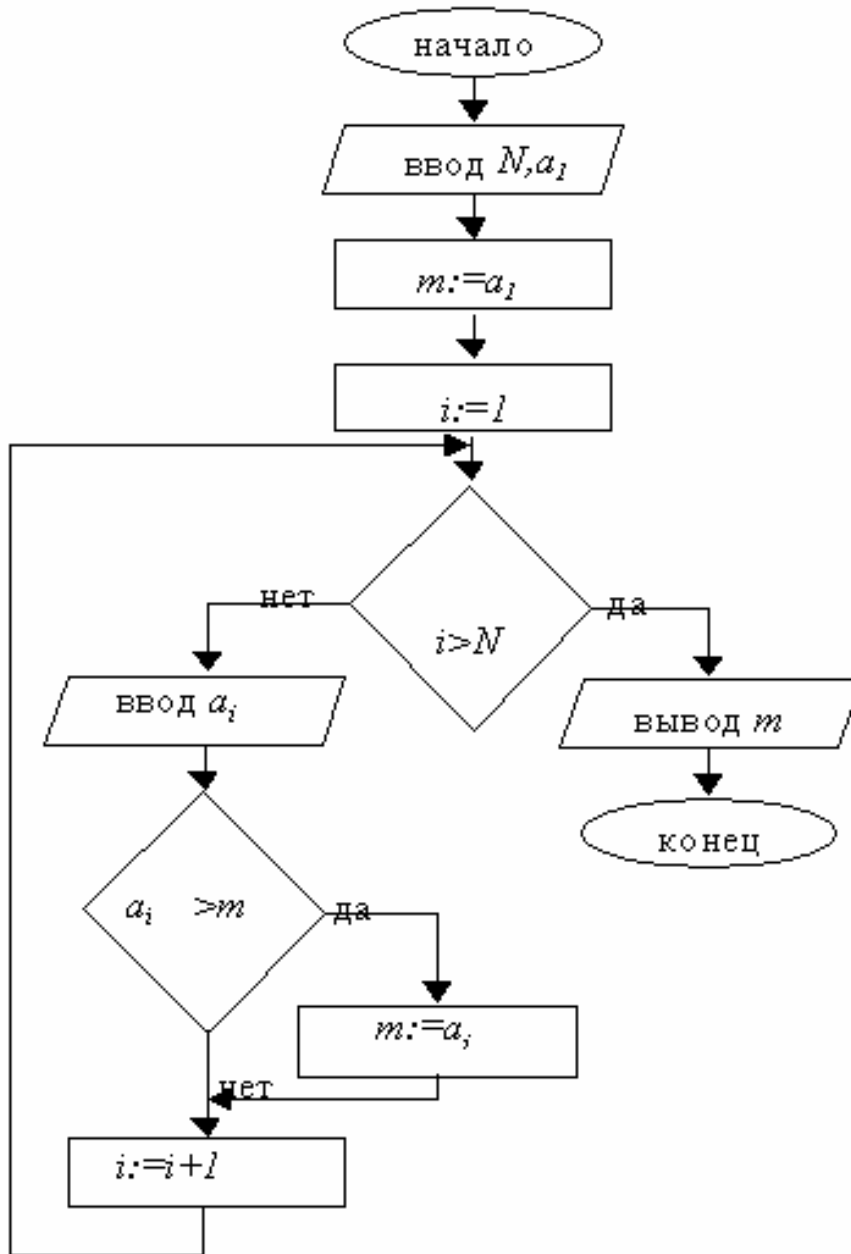 начало
ввод N,a₁
m:=a₁
i:=1
i>N
нет
да
ввод aᵢ
вывод m
конец
aᵢ >m
да
m:=aᵢ
нет
i:=i+1